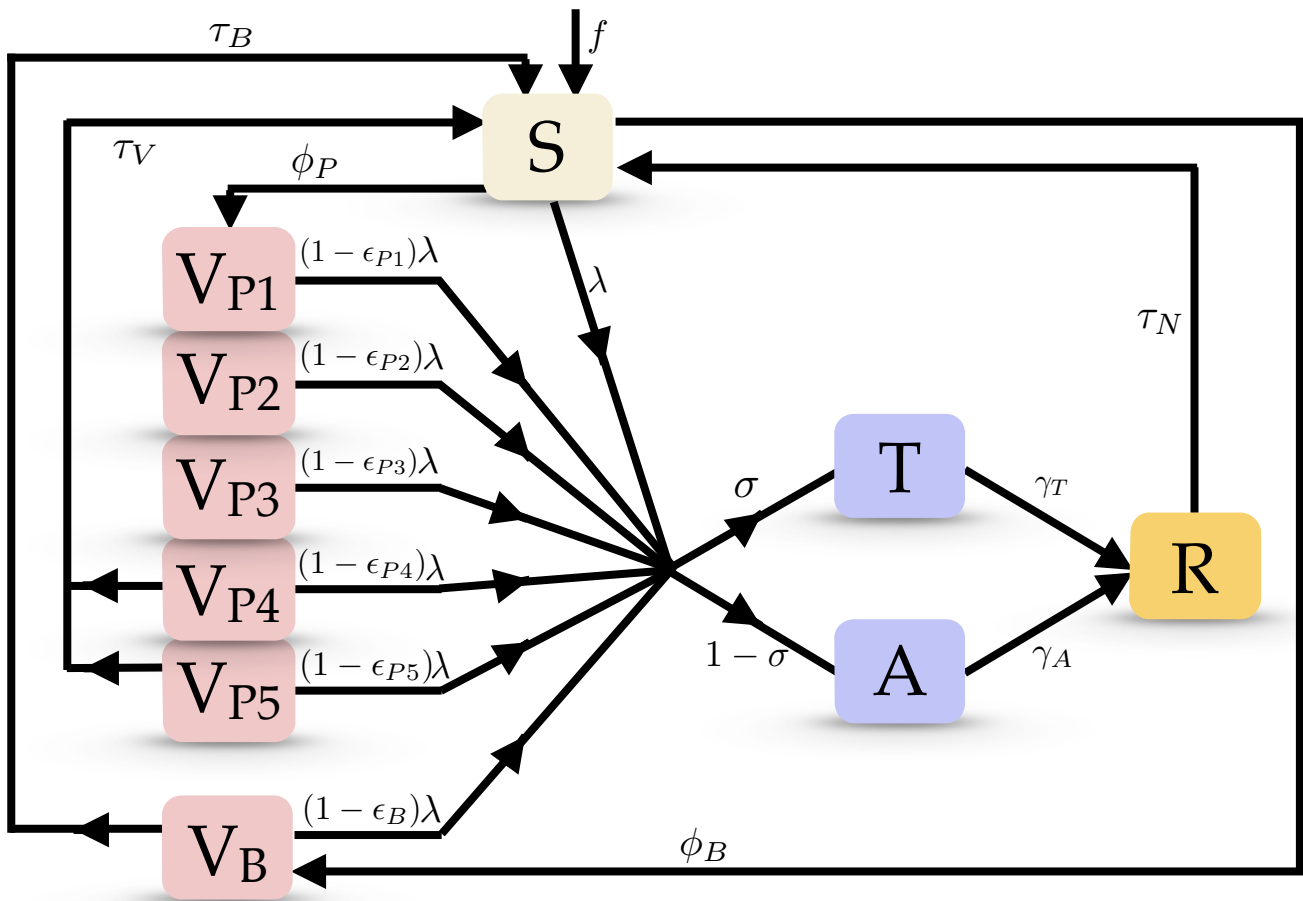 τ_B
f
S
τ_V
ϕ_P
V_P1
(1 − ϵ_P1)λ
λ
τ_N
V_P2
(1 − ϵ_P2)λ
V_P3
(1 − ϵ_P3)λ
σ
T
γ_T
V_P4
(1 − ϵ_P4)λ
R
V_P5
(1 − ϵ_P5)λ
1 − σ
A
γ_A
V_B
(1 − ϵ_B)λ
ϕ_B